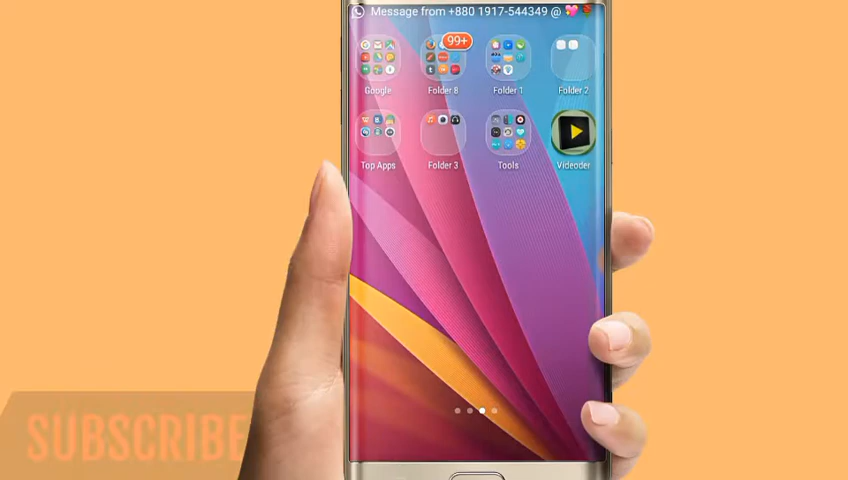 Message from +880 1917-544349 @ 💖
99+
Google
Folder 8
Folder 1
Folder 2
Top Apps
Folder 3
Tools
Videoder
SUBSCRIBE